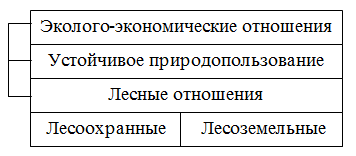 Эколого-экономические отношения
Устойчивое природопользование
Лесные отношения
Лесоохранные Лесоземельные